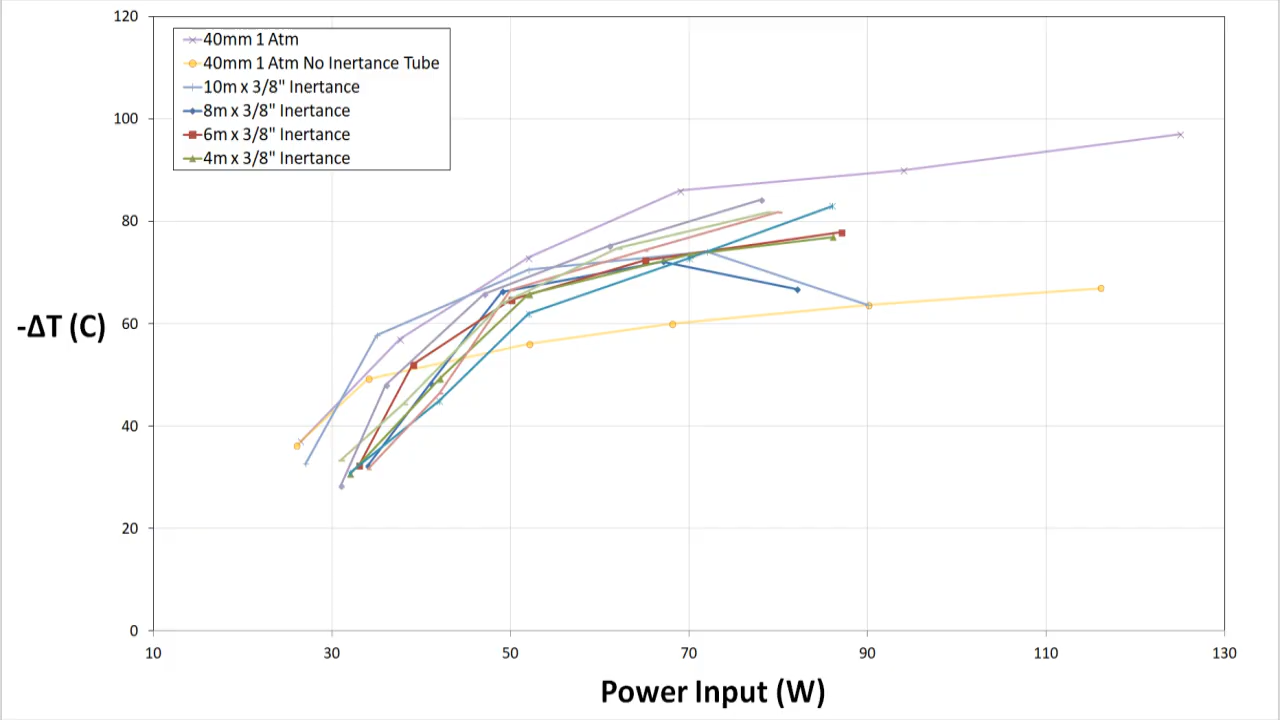 120
100
80
60
40
20
0
40mm 1 Atm
40mm 1 Atm No Inertance Tube
10m x 3/8" Inertance
8m x 3/8" Inertance
6m x 3/8" Inertance
4m x 3/8" Inertance
-ΔT (C)
10 30 50 70 90 110 130
Power Input (W)